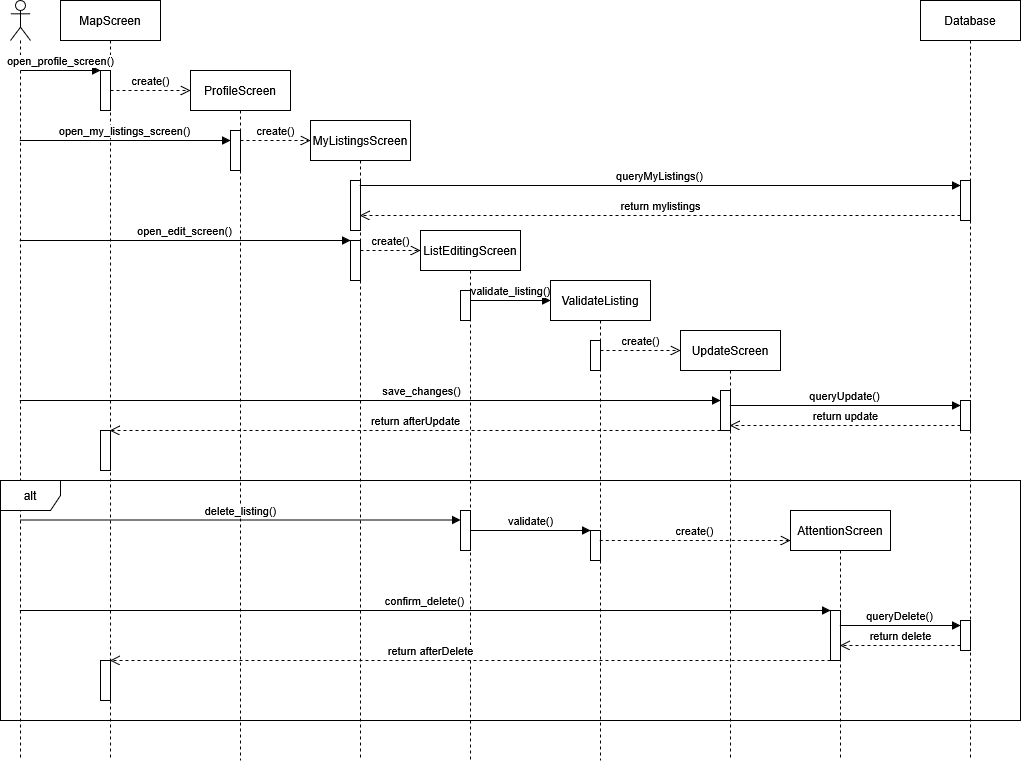 MapScreen
Database
open_profile_screen()
create()
ProfileScreen
open_my_listings_screen()
create()
MyListingsScreen
queryMyListings()
return mylistings
open_edit_screen()
create()
ListEditingScreen
validate_listing()
ValidateListing
create()
UpdateScreen
save_changes()
queryUpdate()
return update
return afterUpdate
alt
delete_listing()
validate()
create()
AttentionScreen
confirm_delete()
queryDelete()
return delete
return afterDelete